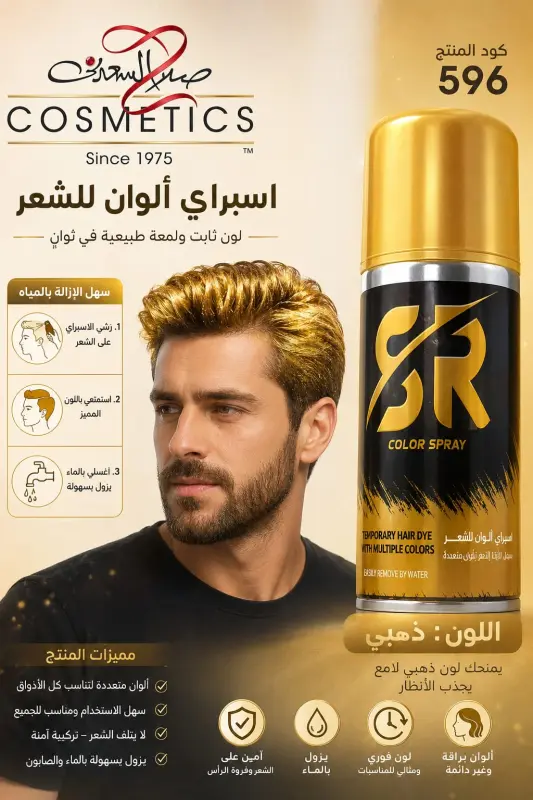 صلاح السعدني
COSMETICS
Since 1975
TM
كود المنتج
596
اسبراي ألوان للشعر
لون ثابت ولمعة طبيعية في ثوانٍ
سهل الإزالة بالمياه
1. رشي الاسبراي
على الشعر
2. استمتعي باللون
المميز
3. اغسلي بالماء
يزول بسهولة
SR
COLOR SPRAY
TEMPORARY HAIR DYE
WITH MULTIPLE COLORS
EASILY REMOVE BY WATER
اسبراي ألوان للشعر
اللون : ذهبي
يمنحك لون ذهبي لامع
يجذب الأنظار
مميزات المنتج
ألوان متعددة لتناسب كل الأذواق
سهل الاستخدام ومناسب للجميع
لا يتلف الشعر – تركيبة آمنة
يزول بسهولة بالماء والصابون
ألوان براقة
وغير دائمة
لون فوري
ومثالي للمناسبات
يزول
بالماء
آمن على
الشعر وفروة الرأس